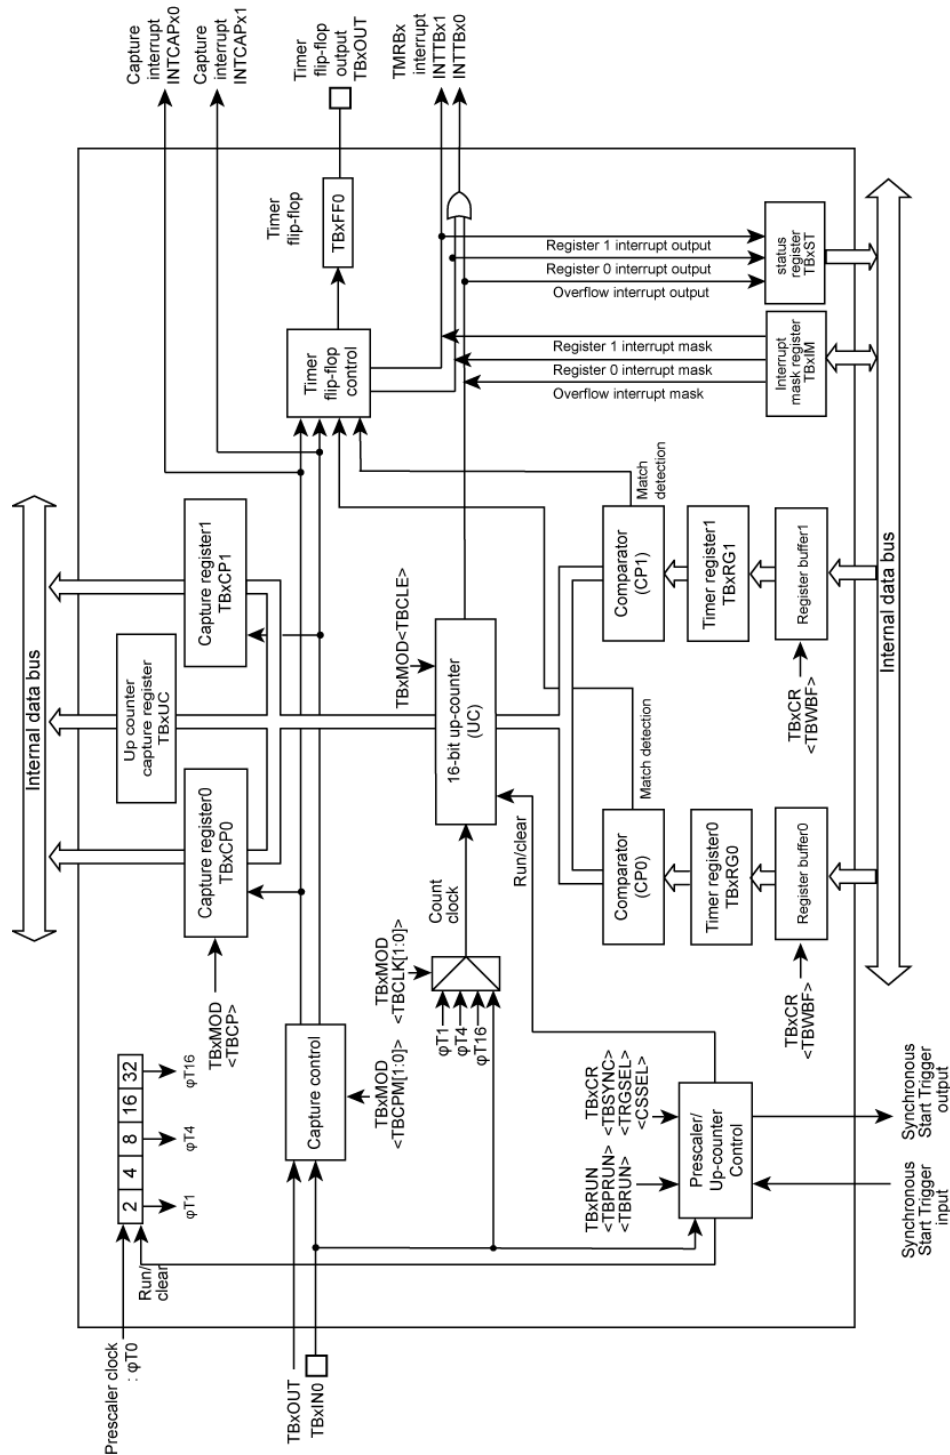 Prescaler clock
: φT0
2
4
8
16
32
φT1
φT4
φT16
Run/
clear
TBxOUT
TBxIN0
Capture control
TBxMOD
<TBCPM[1:0]>
TBxMOD
<TBCP>
Internal data bus
Capture register0
TBxCP0
Up counter
capture register
TBxUC
Capture register1
TBxCP1
Capture
interrupt
INTCAPx0
Capture
interrupt
INTCAPx1
Timer
flip-flop
output
TBxOUT
Timer
flip-flop
TBxFF0
Timer
flip-flop
control
TMRBx
interrupt
INTTBx1
INTTBx0
TBxMOD
<TBCLK[1:0]>
φT1
φT4
φT16
Count
clock
TBxMOD<TBCLE>
16-bit up-counter
(UC)
Run/clear
Register 1 interrupt output
Register 0 interrupt output
Overflow interrupt output
Register 1 interrupt mask
Register 0 interrupt mask
Overflow interrupt mask
status
register
TBxST
Interrupt
mask register
TBxIM
TBxRUN
<TBPRUN>
<TBRUN>
TBxCR
<TBSYNC>
<TRGSEL>
<CSSEL>
Prescaler/
Up-counter
Control
Match detection
Comparator
(CP0)
Timer register0
TBxRG0
Register buffer0
TBxCR
<TBWBF>
Match
detection
Comparator
(CP1)
Timer register1
TBxRG1
Register buffer1
TBxCR
<TBWBF>
Internal data bus
Synchronous
Start Trigger
input
Synchronous
Start Trigger
output